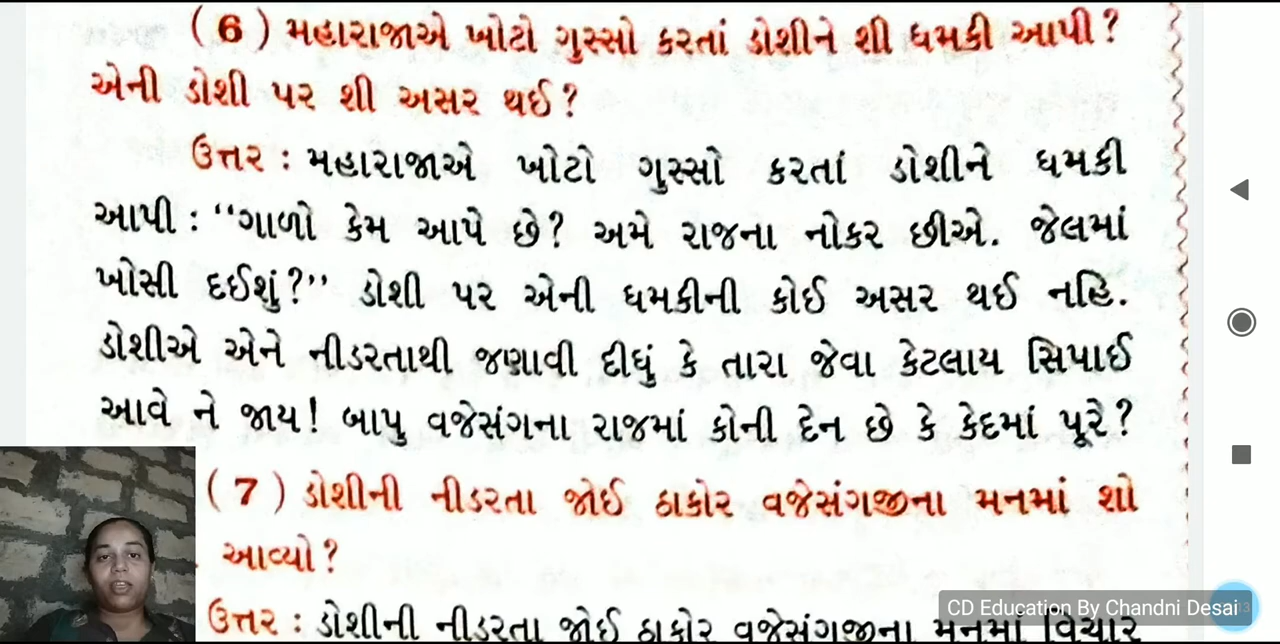 (6) મહારાજાએ ખોટો ગુસ્સો કરતાં ડોશીને શી ધમકી આપી?
એની ડોશી પર શી અસર થઈ?
ઉત્તર : મહારાજાએ ખોટો ગુસ્સો કરતાં ડોશીને ધમકી
આપી : “ગાળો કેમ આપે છે? અમે રાજના નોકર છીએ. જેલમાં
ખોસી દઈશું?” ડોશી પર એની ધમકીની કોઈ અસર થઈ નહિ.
ડોશીએ એને નીડરતાથી જણાવી દીધું કે તારા જેવા કેટલાય સિપાઈ
આવે ને જાય! બાપુ વજેસંગના રાજમાં કોની દેન છે કે કેદમાં પૂરે?
(7) ડોશીની નીડરતા જોઈ ઠાકોર વજેસંગજીના મનમાં શો
આવ્યો?
ઉત્તર : ડોશીની નીડરતા જોઈ ઠાકોર વજેસંગજીના મનમાં વિચાર
CD Education By Chandni Desai